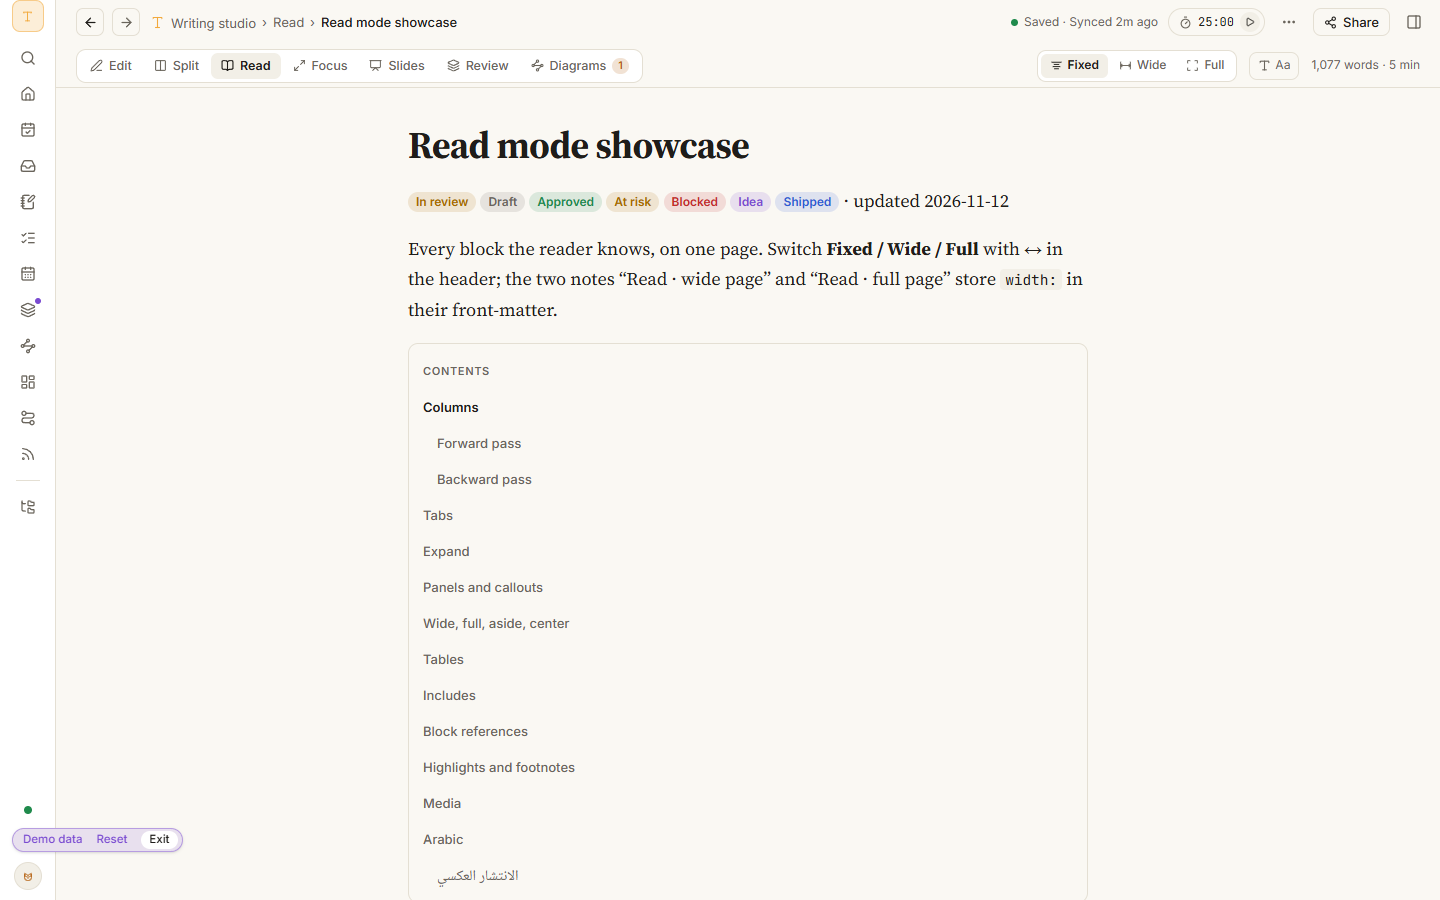 T Writing studio › Read › Read mode showcase
Saved · Synced 2m ago
25:00
Share
Edit Split Read Focus Slides Review Diagrams 1
Fixed Wide Full
Aa
1,077 words · 5 min
Read mode showcase
In review Draft Approved At risk Blocked Idea Shipped · updated 2026-11-12
Every block the reader knows, on one page. Switch Fixed / Wide / Full with ↔ in
the header; the two notes “Read · wide page” and “Read · full page” store width: in
their front-matter.
CONTENTS
Columns
Forward pass
Backward pass
Tabs
Expand
Panels and callouts
Wide, full, aside, center
Tables
Includes
Block references
Highlights and footnotes
Media
Arabic
الانتشار العكسي
Demo data Reset Exit